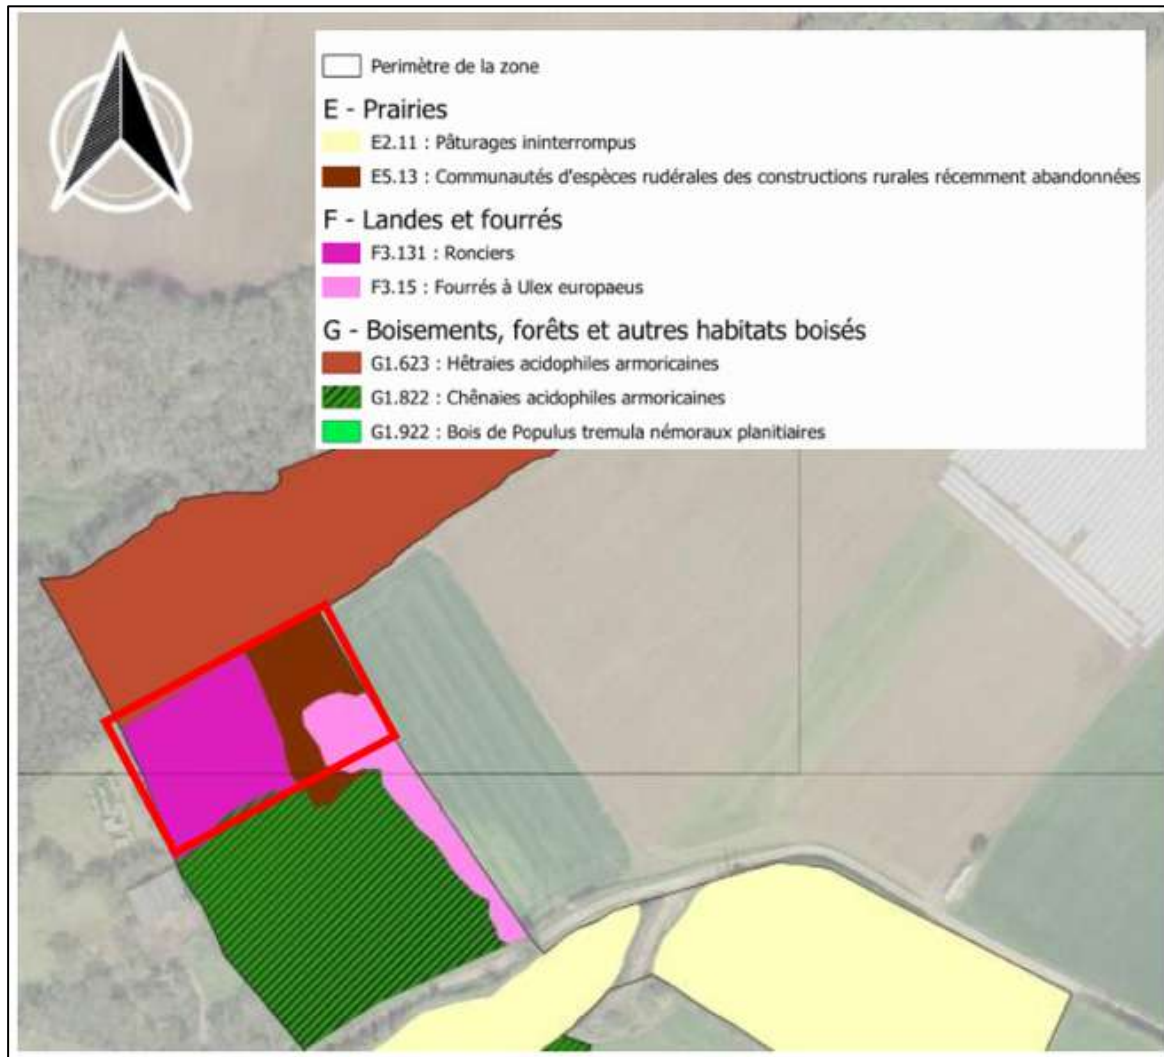 Perimètre de la zone
E - Prairies
E2.11 : Pâturages ininterrompus
E5.13 : Communautés d'espèces rudérales des constructions rurales récemment abandonnées
F - Landes et fourrés
F3.131 : Ronciers
F3.15 : Fourrés à Ulex europaeus
G - Boisements, forêts et autres habitats boisés
G1.623 : Hêtraies acidophiles armoricaines
G1.822 : Chênaies acidophiles armoricaines
G1.922 : Bois de Populus tremula némoraux planitiaires